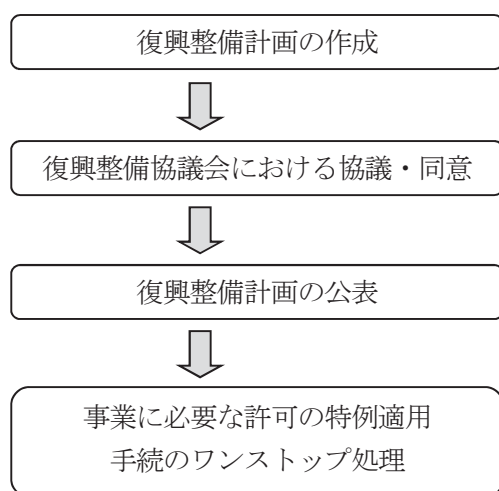 復興整備計画の作成
復興整備協議会における協議・同意
復興整備計画の公表
事業に必要な許可の特例適用
手続のワンストップ処理